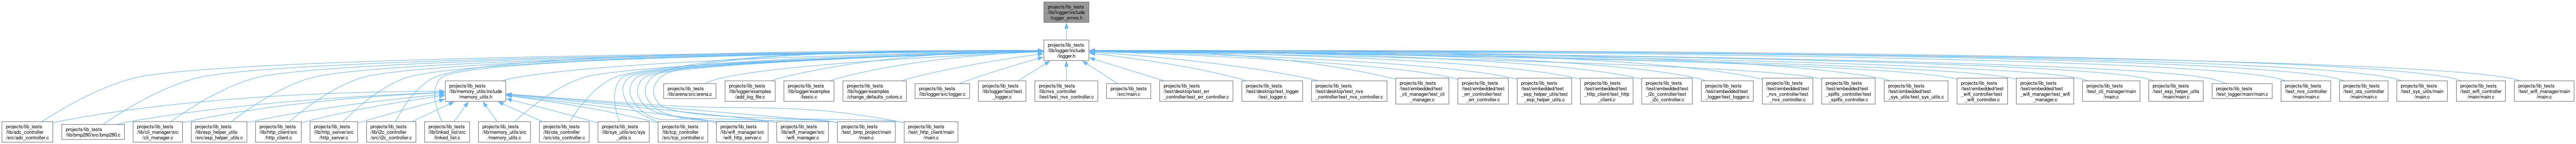 projects/lib_tests
/lib/logger/include
/logger_errors.h
projects/lib_tests
/lib/logger/include
/logger.h
projects/lib_tests
/lib/memory_utils/include
/memory_utils.h
projects/lib_tests
/lib/arena/src/arena.c
projects/lib_tests
/lib/logger/examples
/add_log_file.c
projects/lib_tests
/lib/logger/examples
/basic.c
projects/lib_tests
/lib/logger/examples
/change_defaults_colors.c
projects/lib_tests
/lib/logger/src/logger.c
projects/lib_tests
/lib/logger/test/test
_logger.c
projects/lib_tests
/lib/nvs_controller
/test/test_nvs_controller.c
projects/lib_tests
/src/main.c
projects/lib_tests
/test/desktop/test_err
_controller/test_err_controller.c
projects/lib_tests
/test/desktop/test_logger
/test_logger.c
projects/lib_tests
/test/desktop/test_nvs
_controller/test_nvs_controller.c
projects/lib_tests
/test/embedded/test
_cli_manager/test_cli
_manager.c
projects/lib_tests
/test/embedded/test
_err_controller/test
_err_controller.c
projects/lib_tests
/test/embedded/test
_esp_helper_utils/test
_esp_helper_utils.c
projects/lib_tests
/test/embedded/test
_http_client/test_http
_client.c
projects/lib_tests
/test/embedded/test
_i2c_controller/test
_i2c_controller.c
projects/lib_tests
/test/embedded/test
_logger/test_logger.c
projects/lib_tests
/test/embedded/test
_nvs_controller/test
_nvs_controller.c
projects/lib_tests
/test/embedded/test
_spiffs_controller/test
_spiffs_controller.c
projects/lib_tests
/test/embedded/test
_sys_utils/test_sys_utils.c
projects/lib_tests
/test/embedded/test
_wifi_controller/test
_wifi_controller.c
projects/lib_tests
/test/embedded/test
_wifi_manager/test_wifi
_manager.c
projects/lib_tests
/test_cli_manager/main
/main.c
projects/lib_tests
/test_esp_helper_utils
/main/main.c
projects/lib_tests
/test_logger/main/main.c
projects/lib_tests
/test_nvs_controller
/main/main.c
projects/lib_tests
/test_ota_controller
/main/main.c
projects/lib_tests
/test_sys_utils/main
/main.c
projects/lib_tests
/test_wifi_controller
/main/main.c
projects/lib_tests
/test_wifi_manager/main
/main.c
projects/lib_tests
/lib/adc_controller
/src/adc_controller.c
projects/lib_tests
/lib/bmp280/src/bmp280.c
projects/lib_tests
/lib/cli_manager/src
/cli_manager.c
projects/lib_tests
/lib/esp_helper_utils
/src/esp_helper_utils.c
projects/lib_tests
/lib/http_client/src
/http_client.c
projects/lib_tests
/lib/http_server/src
/http_server.c
projects/lib_tests
/lib/i2c_controller
/src/i2c_controller.c
projects/lib_tests
/lib/linked_list/src
/linked_list.c
projects/lib_tests
/lib/memory_utils/src
/memory_utils.c
projects/lib_tests
/lib/ota_controller
/src/ota_controller.c
projects/lib_tests
/lib/sys_utils/src/sys
_utils.c
projects/lib_tests
/lib/tcp_controller
/src/tcp_controller.c
projects/lib_tests
/lib/wifi_manager/src
/wifi_http_server.c
projects/lib_tests
/lib/wifi_manager/src
/wifi_manager.c
projects/lib_tests
/test_bmp_project/main
/main.c
projects/lib_tests
/test_http_client/main
/main.c